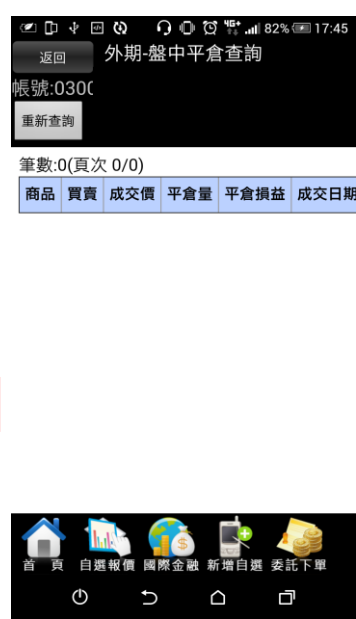 4G+ 82% 17:45
返回 外期-盤中平倉查詢
帳號:0300
重新查詢
筆數:0(頁次 0/0)
商品 買賣 成交價 平倉量 平倉損益 成交日期
首 頁 自選報價 國際金融 新增自選 委託下單